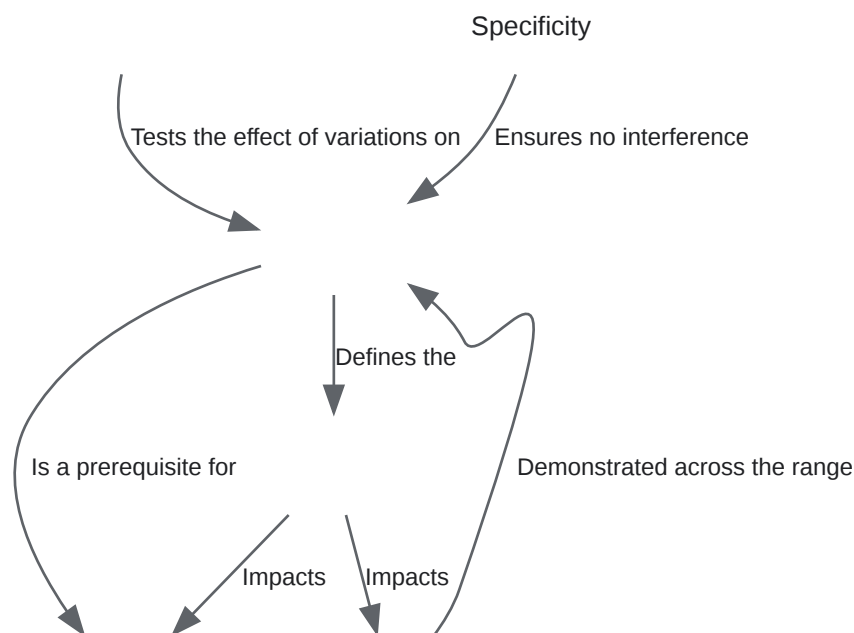 Specificity
Tests the effect of variations on
Ensures no interference
Defines the
Is a prerequisite for
Demonstrated across the range
Impacts
Impacts